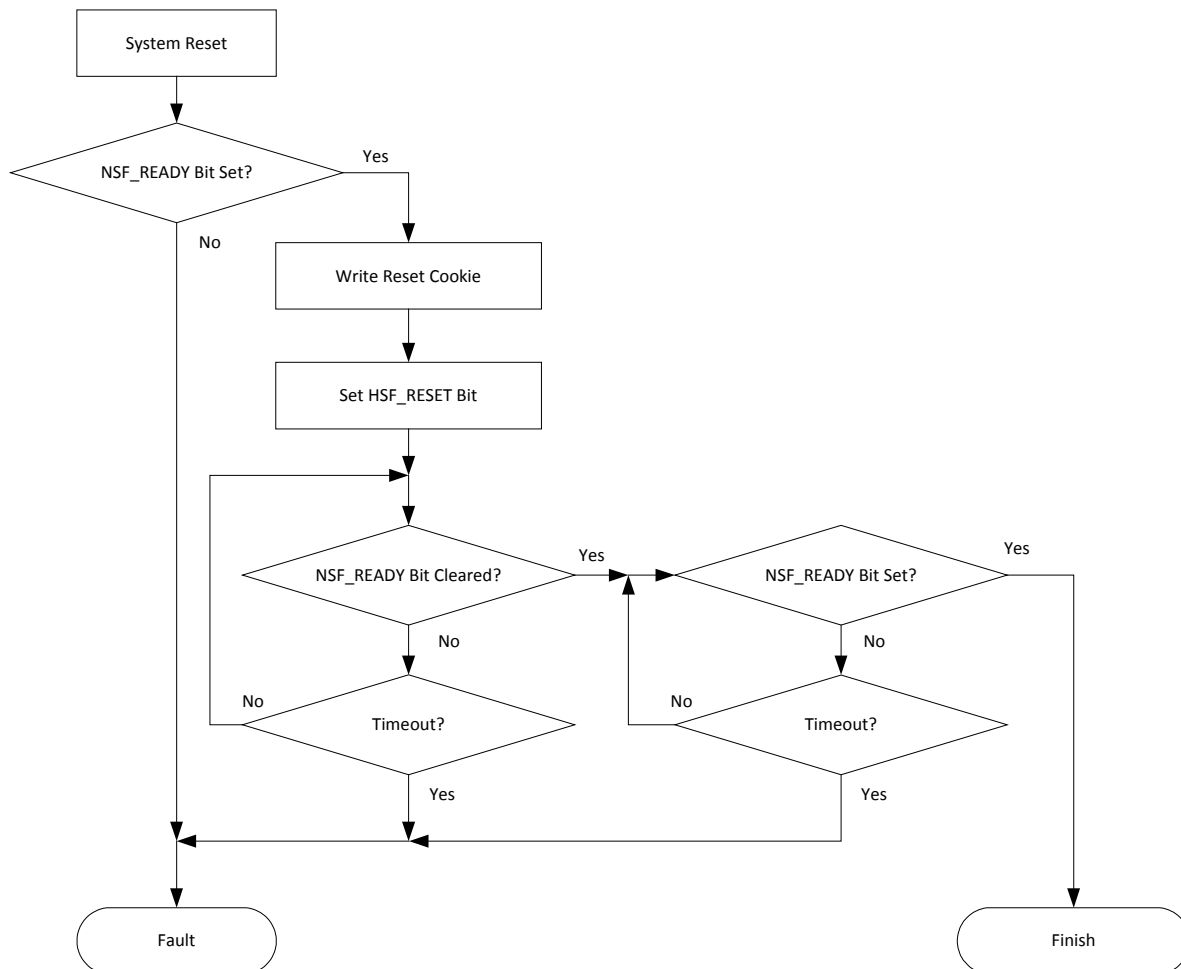 System Reset
NSF_READY Bit Set?
Yes
No
Write Reset Cookie
Set HSF_RESET Bit
NSF_READY Bit Cleared?
Yes
NSF_READY Bit Set?
Yes
No
No
No
Timeout?
No
Timeout?
Yes
Yes
Fault
Finish